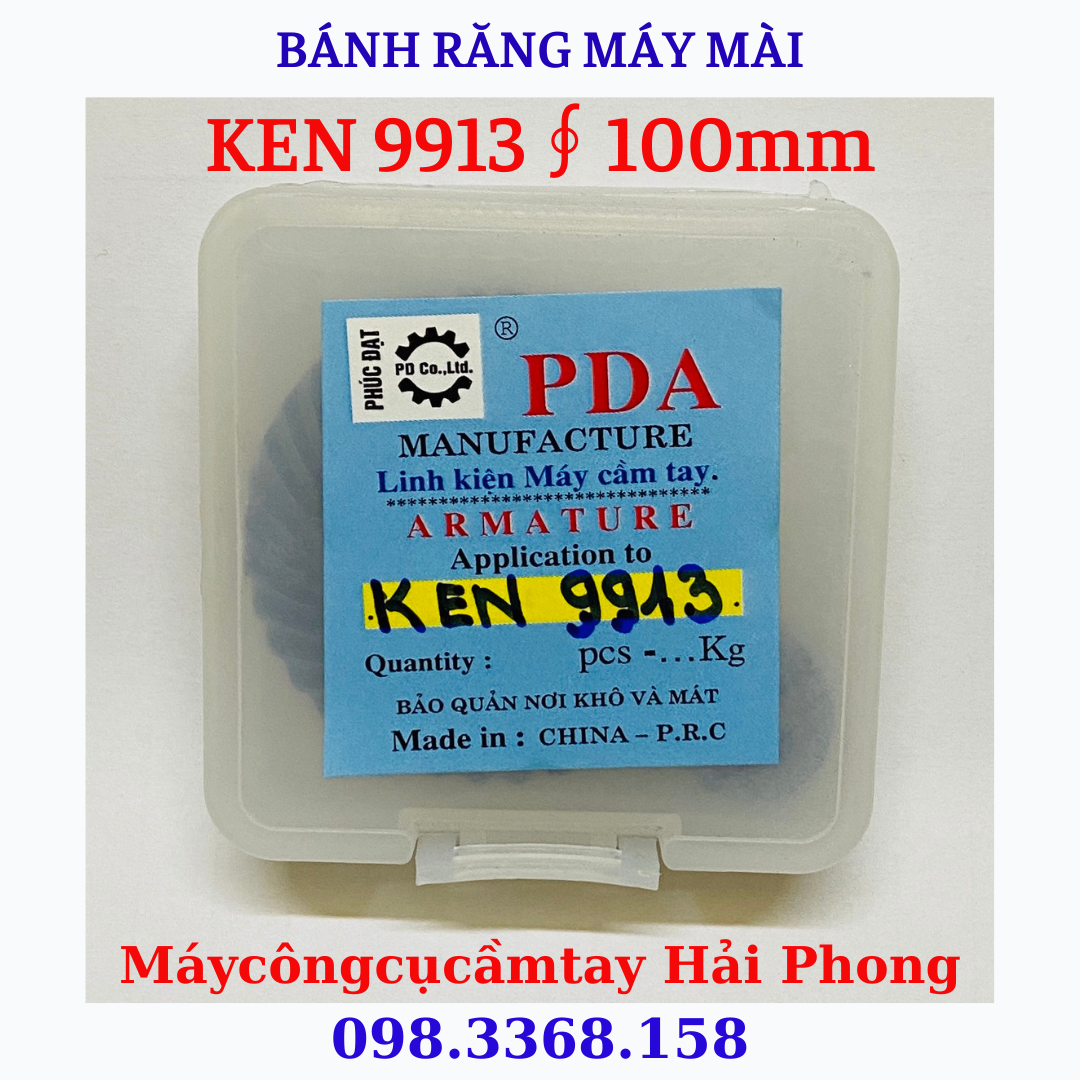 BÁNH RĂNG MÁY MÀI
KEN 9913 ∮ 100mm
PHÚC ĐẠT
PD Co.,Ltd.
®
PDA
MANUFACTURE
Linh kiện Máy cầm tay.
*************************
ARMATURE
Application to
.KEN 9913.
Quantity : pcs -...Kg
BẢO QUẢN NƠI KHÔ VÀ MÁT
Made in : CHINA – P.R.C
Máycôngcụcầmtay Hải Phong
098.3368.158